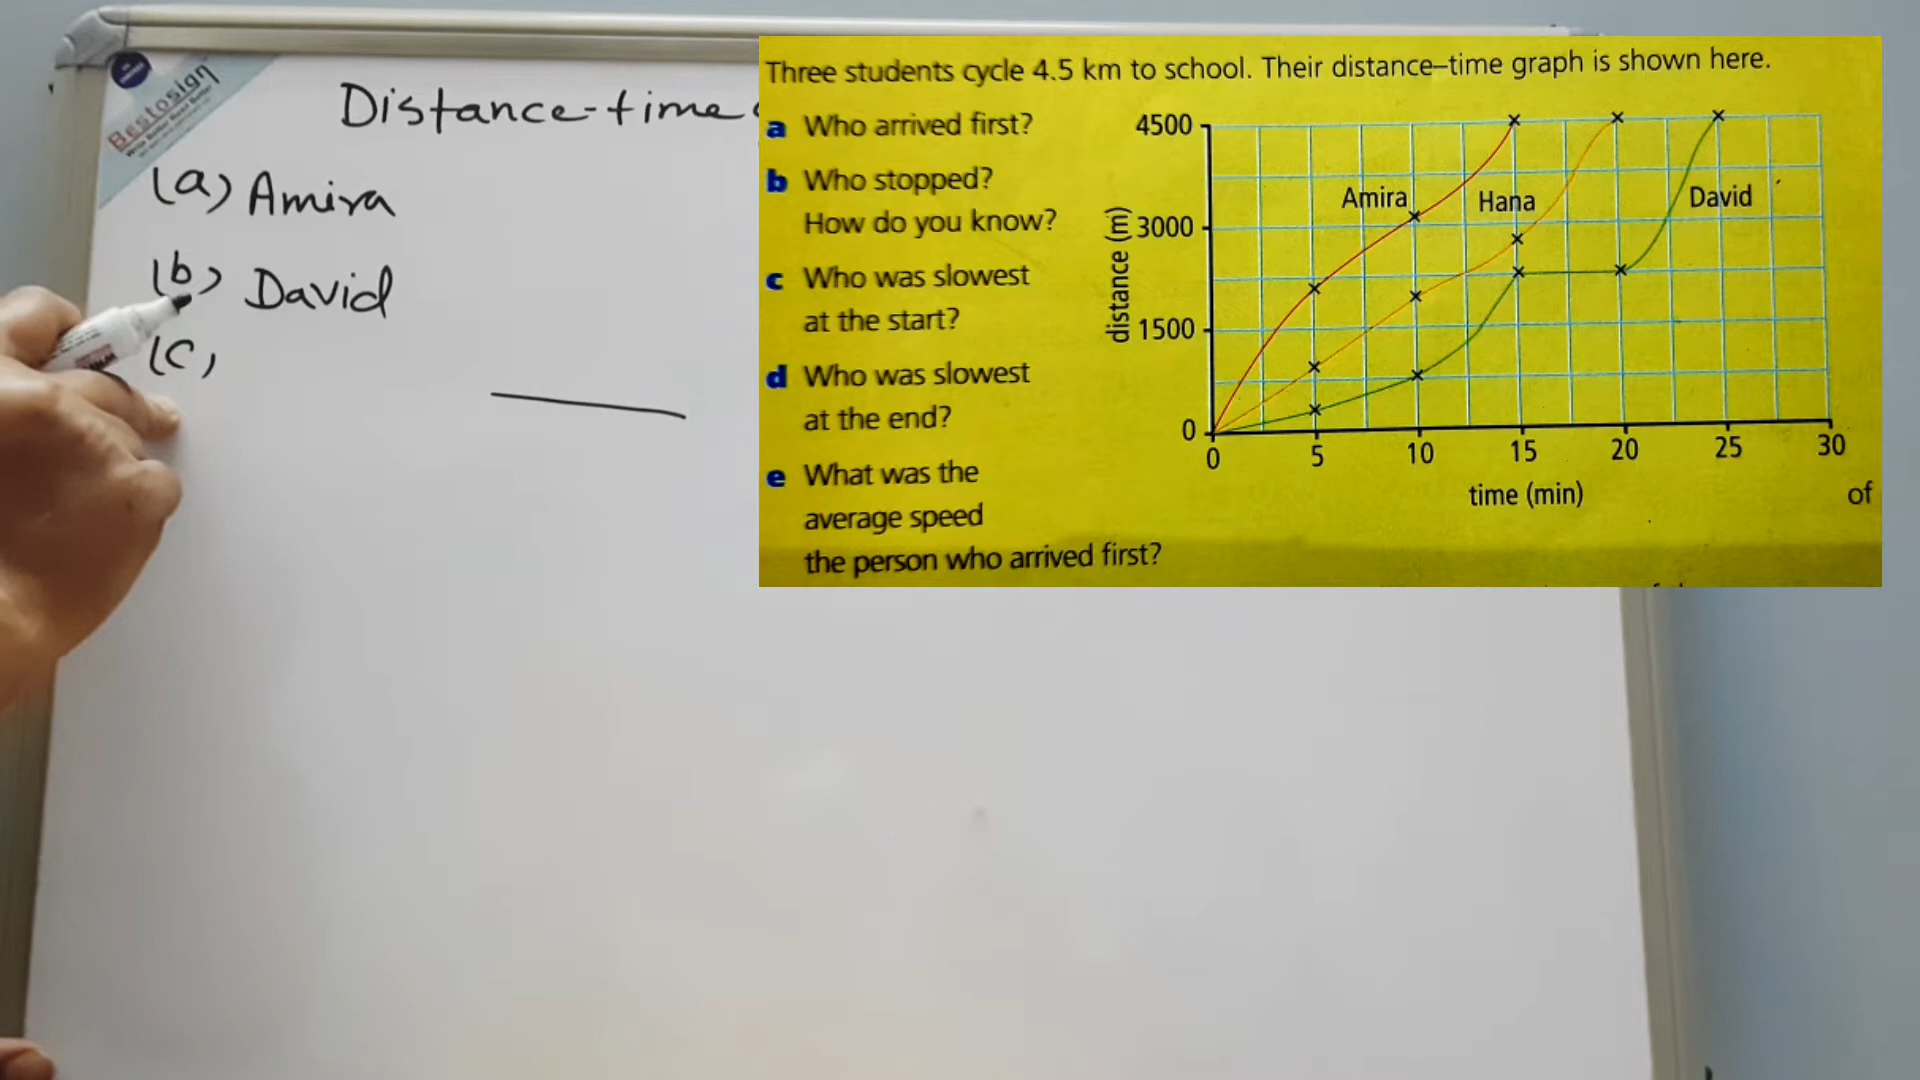 Bestosign
Distance-time
(a) Amira
(b) David
(c)
Three students cycle 4.5 km to school. Their distance–time graph is shown here.
a Who arrived first?
b Who stopped?
How do you know?
c Who was slowest
at the start?
d Who was slowest
at the end?
e What was the
average speed
of
the person who arrived first?
4500
3000
1500
0
distance (m)
Amira
Hana
David
0 5 10 15 20 25 30
time (min)